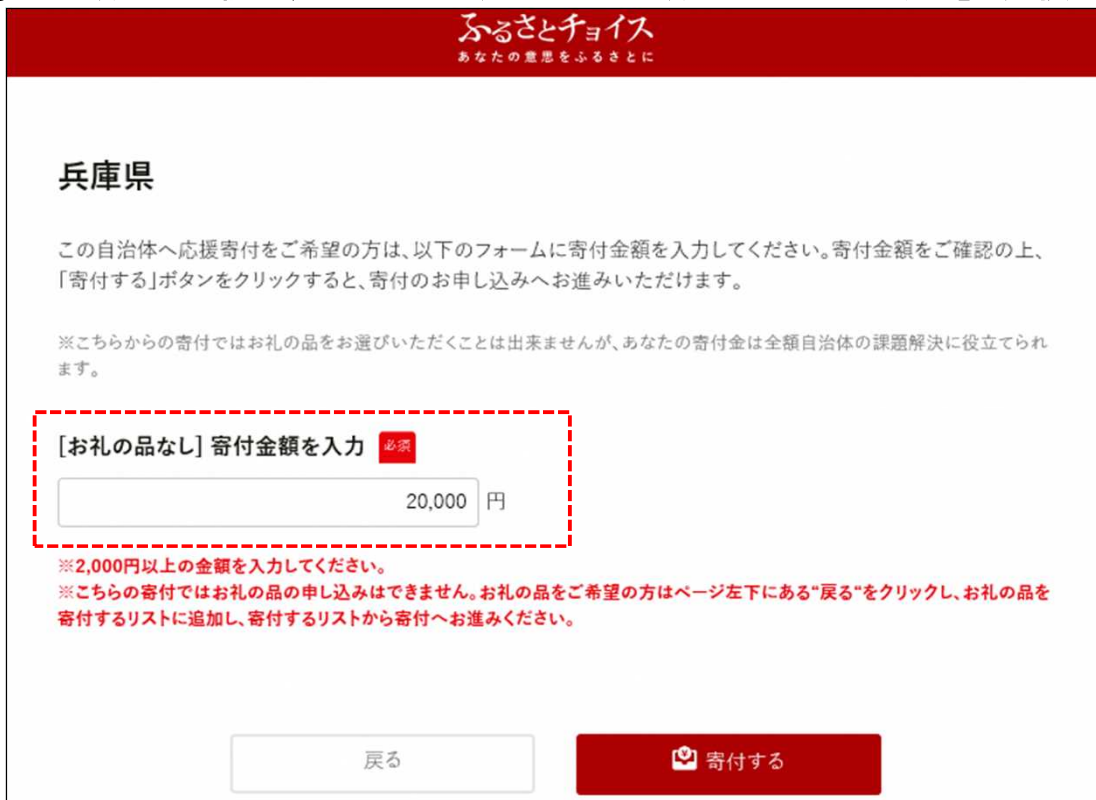 ふるさとチョイス
あなたの意思をふるさとに
兵庫県
この自治体へ応援寄付をご希望の方は、以下のフォームに寄付金額を入力してください。寄付金額をご確認の上、
「寄付する」ボタンをクリックすると、寄付のお申し込みへお進みいただけます。
※こちらからの寄付ではお礼の品をお選びいただくことは出来ませんが、あなたの寄付金は全額自治体の課題解決に役立てられ
ます。
[お礼の品なし] 寄付金額を入力 必須
20,000 円
※2,000円以上の金額を入力してください。
※こちらの寄付ではお礼の品の申し込みはできません。お礼の品をご希望の方はページ左下にある“戻る“をクリックし、お礼の品を
寄付するリストに追加し、寄付するリストから寄付へお進みください。
戻る 寄付する